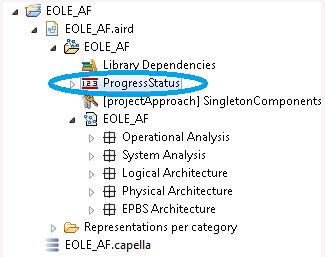 EOLE_AF
EOLE_AF.aird
EOLE_AF
Library Dependencies
123 ProgressStatus
[projectApproach] SingletonComponents
EOLE_AF
Operational Analysis
System Analysis
Logical Architecture
Physical Architecture
EPBS Architecture
Representations per category
EOLE_AF.capella